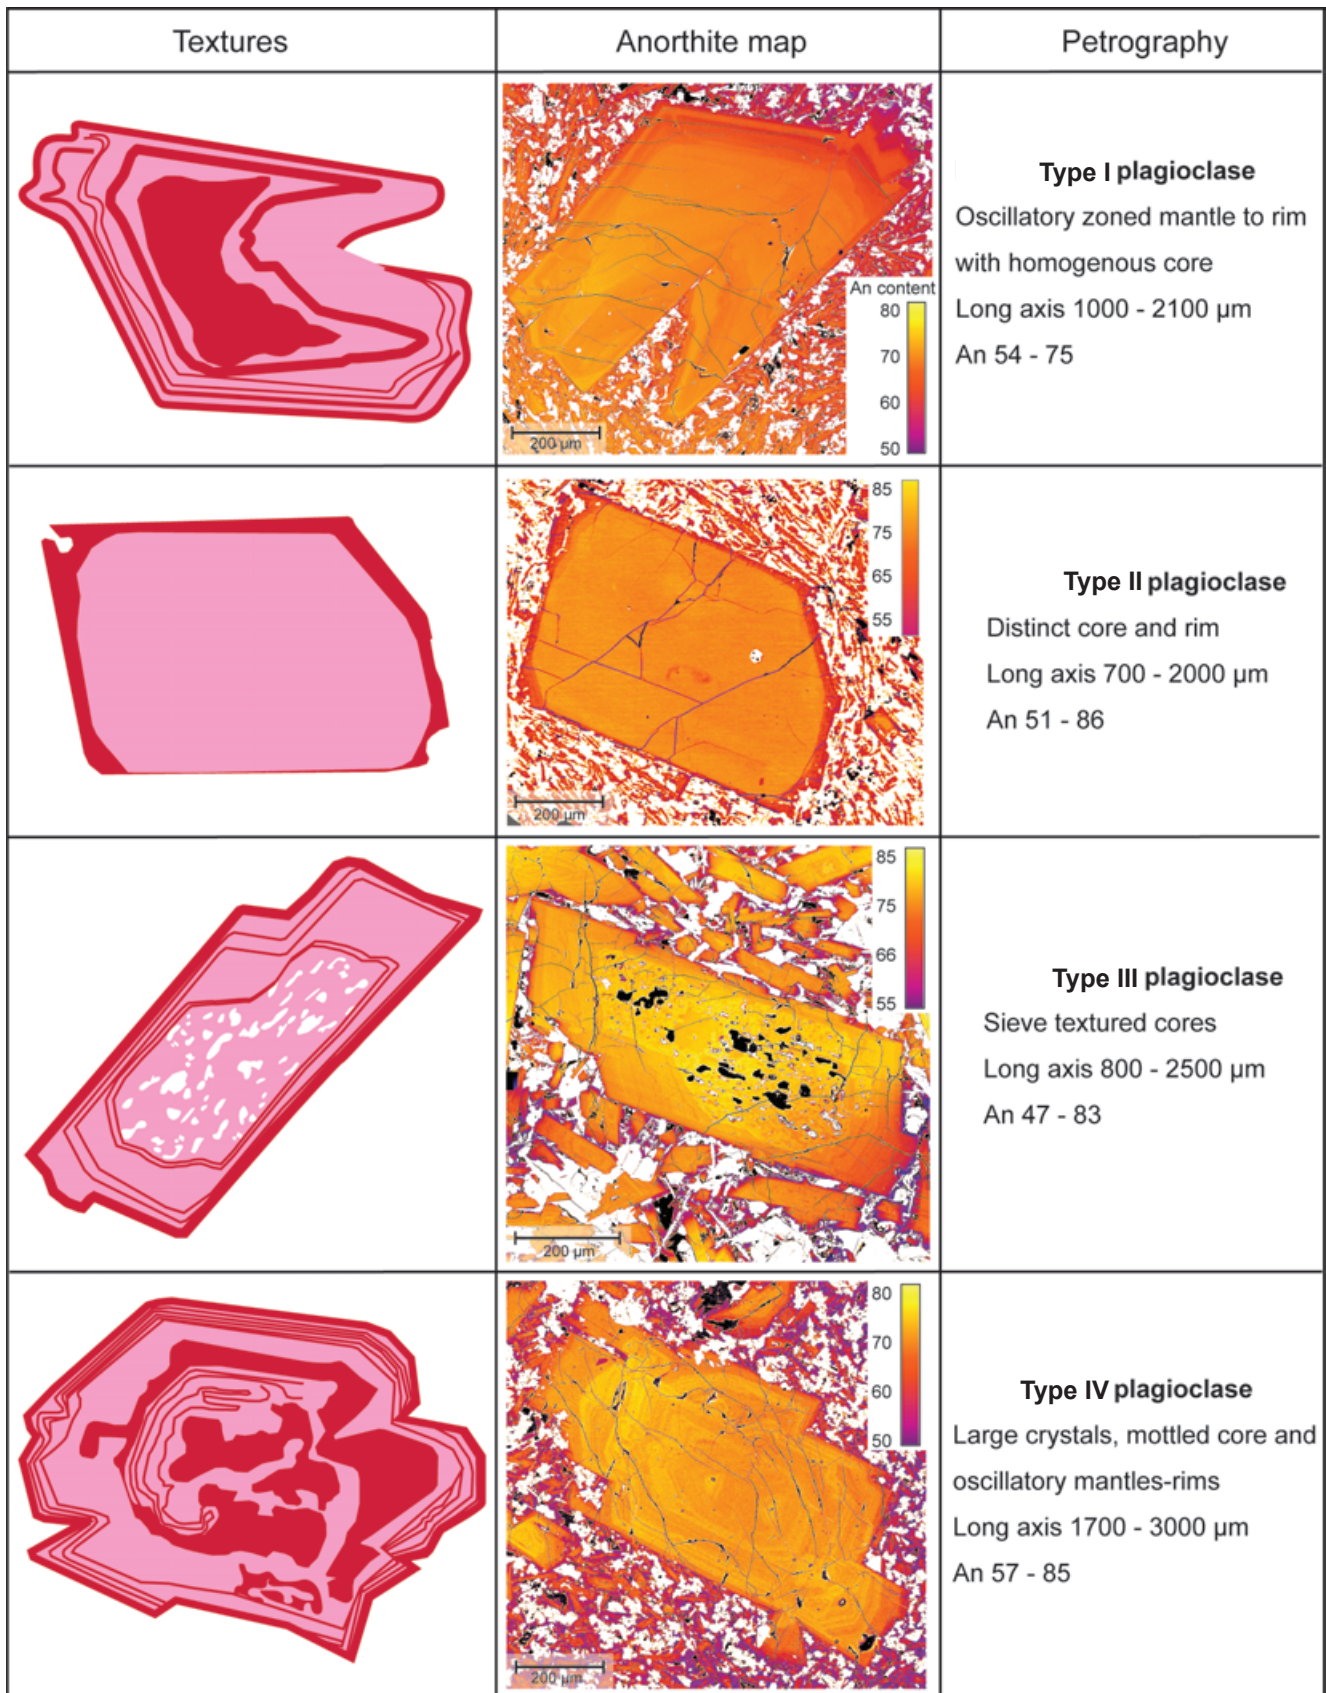 Textures
Anorthite map
Petrography
An content
80
70
60
50
200 µm
Type I plagioclase
Oscillatory zoned mantle to rim
with homogenous core
Long axis 1000 - 2100 µm
An 54 - 75
85
75
65
55
200 µm
Type II plagioclase
Distinct core and rim
Long axis 700 - 2000 µm
An 51 - 86
85
75
66
55
200 µm
Type III plagioclase
Sieve textured cores
Long axis 800 - 2500 µm
An 47 - 83
80
70
60
50
200 µm
Type IV plagioclase
Large crystals, mottled core and
oscillatory mantles-rims
Long axis 1700 - 3000 µm
An 57 - 85